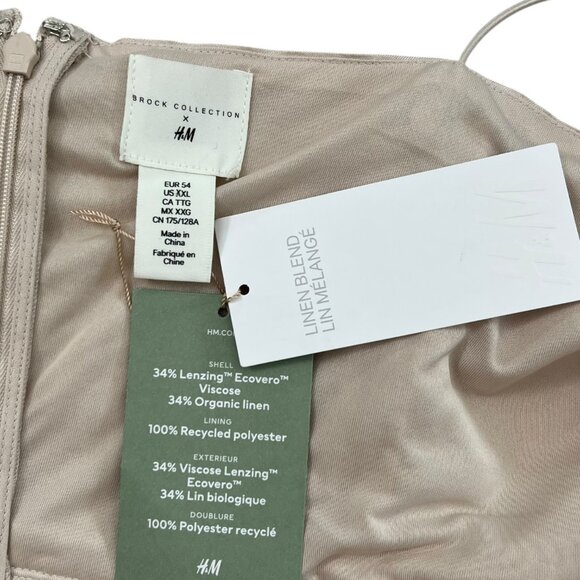 BROCK COLLECTION
X
H&M
EUR 54
US XXL
CA TTG
MX XXG
CN 175/128A
Made in
China
Fabriqué en
Chine
LINEN BLEND
LIN MÉLANGÉ
H&M
SHELL
34% Lenzing™ Ecovero™
Viscose
34% Organic linen
LINING
100% Recycled polyester
EXTERIEUR
34% Viscose Lenzing™
Ecovero™
34% Lin biologique
DOUBLURE
100% Polyester recyclé
H&M